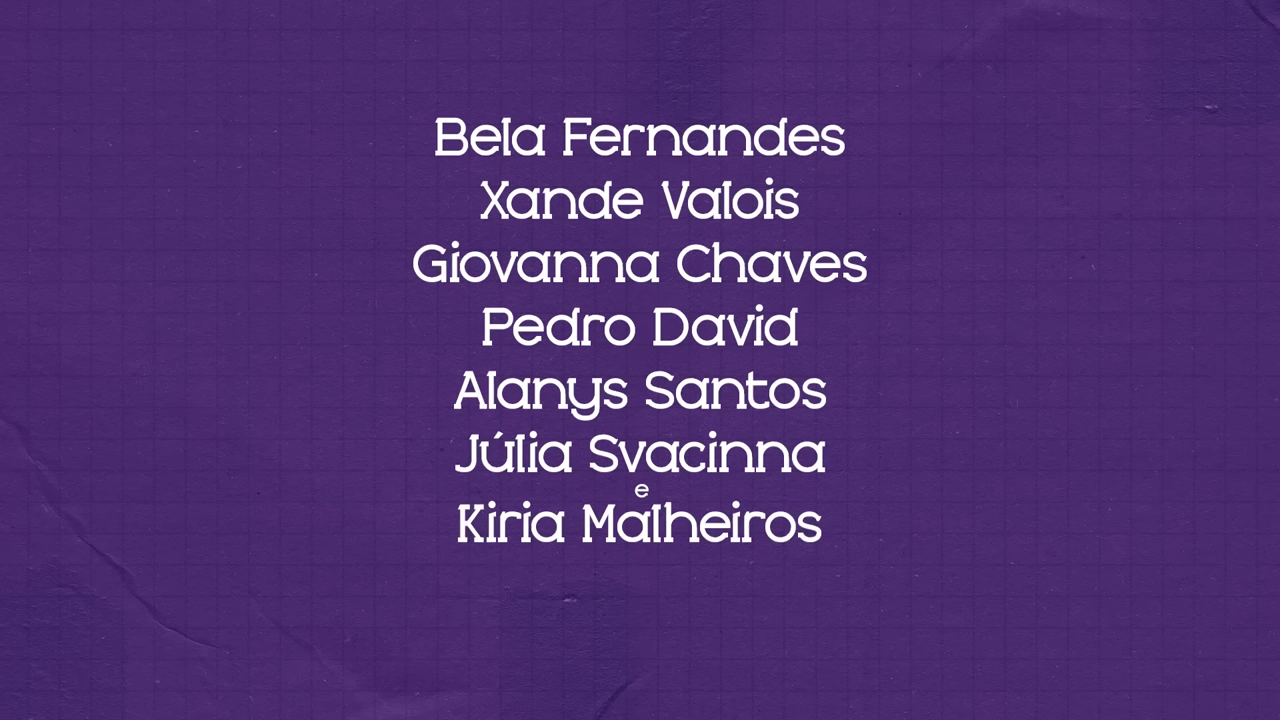 Bela Fernandes
Xande Valois
Giovanna Chaves
Pedro David
Alanys Santos
Júlia Svacinna
e
Kiria Malheiros